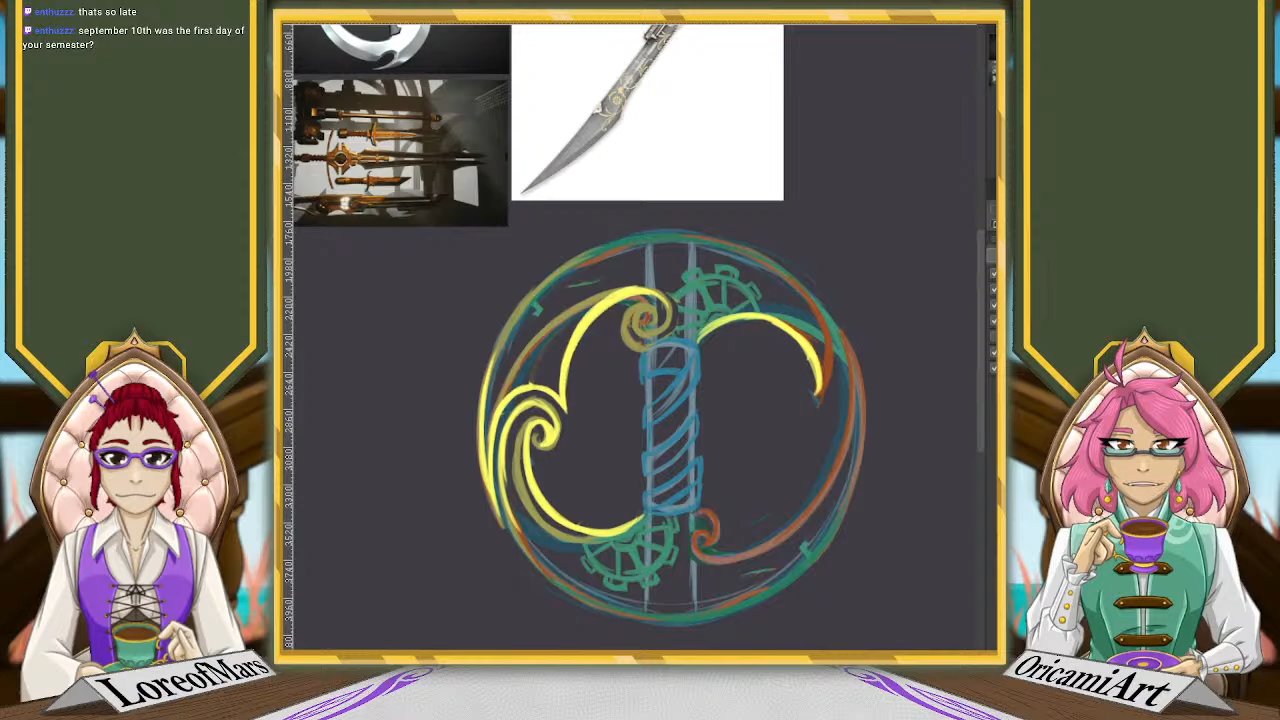 enthuzzz: thats so late
enthuzzz: september 10th was the first day of
your semester?
LoreofMars
OricamiArt